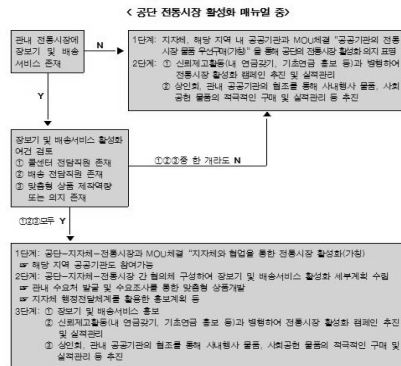 < 공단 전통시장 활성화 매뉴얼 중>
관내 전통시장에
장보기 및 배송
서비스 존재
N
1단계: 지자체, 해당 지역 내 공공기관과 MOU체결 "공공기관의 전통
시장 물품 우선구매(가칭)" 을 통해 공단의 전통시장 활성화 의지 표명
2단계: ① 신뢰제고활동(내 연금갖기, 기초연금 홍보 등)과 병행하여
전통시장 활성화 캠페인 추진 및 실적관리
② 상인회, 관내 공공기관의 협조를 통해 사내행사 물품, 사회
공헌 물품의 적극적인 구매 및 실적관리 등 추진
Y
장보기 및 배송서비스 활성화
여건 검토
① 콜센터 전담직원 존재
② 배송 전담직원 존재
③ 맞춤형 상품 제작역량
또는 의지 존재
①②③중 한 개라도 N
①②③모두 Y
1단계: 공단-지자체-전통시장과 MOU체결 "지자체와 협업을 통한 전통시장 활성화(가칭)
☞ 해당 지역 공공기관도 참여가능
2단계: 공단-지자체-전통시장 간 협의체 구성하여 장보기 및 배송서비스 활성화 세부계획 수립
☞ 관내 수요처 발굴 및 수요조사를 통한 맞춤형 상품개발
☞ 지자체 행정전달체계를 활용한 홍보계획 등
3단계: ① 장보기 및 배송서비스 홍보
② 신뢰제고활동(내 연금갖기, 기초연금 홍보 등)과 병행하여 전통시장 활성화 캠페인 추진
및 실적관리
③ 상인회, 관내 공공기관의 협조를 통해 사내행사 물품, 사회공헌 물품의 적극적인 구매 및
실적관리 등 추진